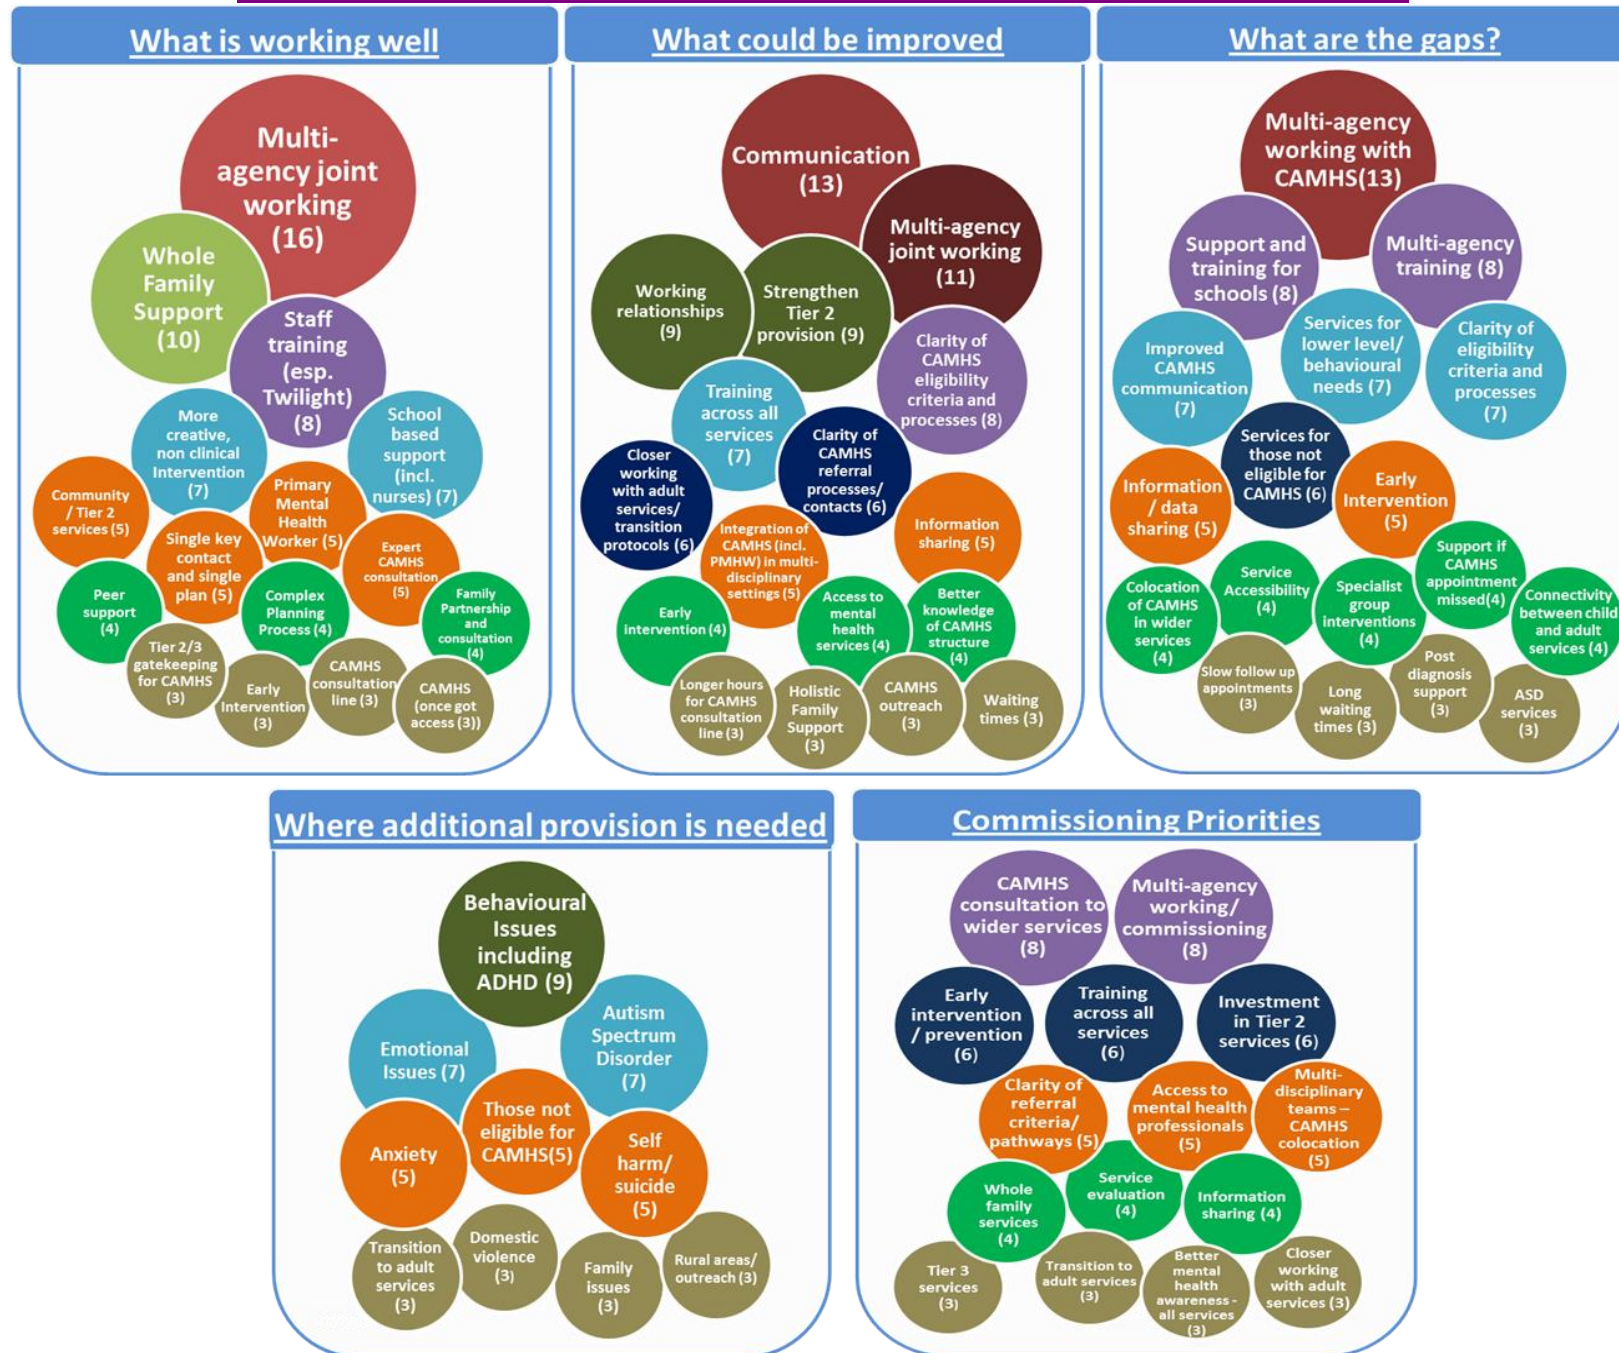 What is working well
Multi-
agency joint
working
(16)
Whole
Family
Support
(10)
Staff
training
(esp.
Twilight)
(8)
More
creative,
non clinical
Intervention
(7)
School
based
support
(incl.
nurses) (7)
Community
/ Tier 2
services (5)
Primary
Mental
Health
Worker (5)
Single key
contact
and single
plan (5)
Expert
CAMHS
consultation
(5)
Peer
support
(4)
Complex
Planning
Process (4)
Family
Partnership
and
consultation
(4)
Tier 2/3
gatekeeping
for CAMHS
(3)
Early
Intervention
(3)
CAMHS
consultation
line (3)
CAMHS
(once got
access (3))
What could be improved
Communication
(13)
Multi-agency
joint working
(11)
Working
relationships
(9)
Strengthen
Tier 2
provision (9)
Clarity of
CAMHS
eligibility
criteria and
processes (8)
Training
across all
services
(7)
Closer
working
with adult
services/
transition
protocols (6)
Clarity of
CAMHS
referral
processes/
contacts (6)
Integration of
CAMHS (incl.
PMHW) in multi-
disciplinary
settings (5)
Information
sharing (5)
Early
intervention (4)
Access to
mental
health
services (4)
Better
knowledge
of CAMHS
structure
(4)
Longer hours
for CAMHS
consultation
line (3)
Holistic
Family
Support
(3)
CAMHS
outreach
(3)
Waiting
times (3)
What are the gaps?
Multi-agency
working with
CAMHS(13)
Support and
training for
schools (8)
Multi-agency
training (8)
Improved
CAMHS
communication
(7)
Services for
lower level/
behavioural
needs (7)
Clarity of
eligibility
criteria and
processes
(7)
Services for
those not
eligible for
CAMHS (6)
Information
/ data
sharing (5)
Early
Intervention
(5)
Colocation
of CAMHS
in wider
services
(4)
Service
Accessibility
(4)
Specialist
group
interventions
(4)
Support if
CAMHS
appointment
missed(4)
Connectivity
between child
and adult
services (4)
Slow follow up
appointments
(3)
Long
waiting
times (3)
Post
diagnosis
support
(3)
ASD
services
(3)
Where additional provision is needed
Behavioural
Issues
including
ADHD (9)
Emotional
Issues (7)
Autism
Spectrum
Disorder
(7)
Anxiety
(5)
Those not
eligible for
CAMHS(5)
Self
harm/
suicide
(5)
Transition
to adult
services
(3)
Domestic
violence
(3)
Family
issues
(3)
Rural areas/
outreach (3)
Commissioning Priorities
CAMHS
consultation to
wider services
(8)
Multi-agency
working/
commissioning
(8)
Early
intervention
/ prevention
(6)
Training
across all
services
(6)
Investment
in Tier 2
services (6)
Clarity of
referral
criteria/
pathways (5)
Access to
mental health
professionals
(5)
Multi-
disciplinary
teams –
CAMHS
colocation
(5)
Whole
family
services
(4)
Service
evaluation
(4)
Information
sharing (4)
Tier 3
services
(3)
Transition to
adult services
(3)
Better
mental
health
awareness -
all services
(3)
Closer
working
with adult
services (3)